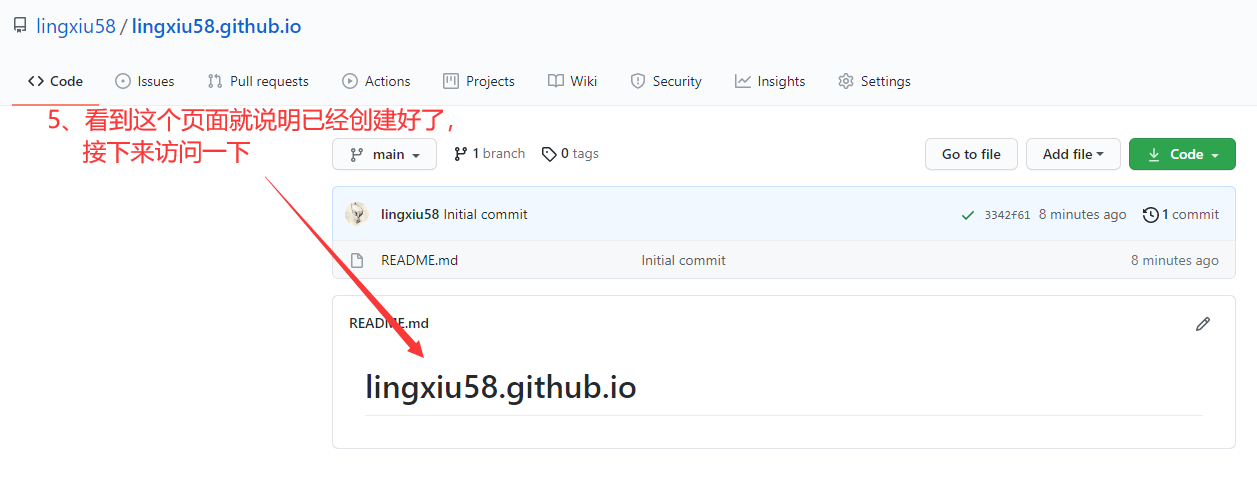 lingxiu58 / lingxiu58.github.io
Code Issues Pull requests Actions Projects Wiki Security Insights Settings
5、看到这个页面就说明已经创建好了，
接下来访问一下
main 1 branch 0 tags Go to file Add file Code
lingxiu58 Initial commit 3342f61 8 minutes ago 1 commit
README.md Initial commit 8 minutes ago
README.md
lingxiu58.github.io